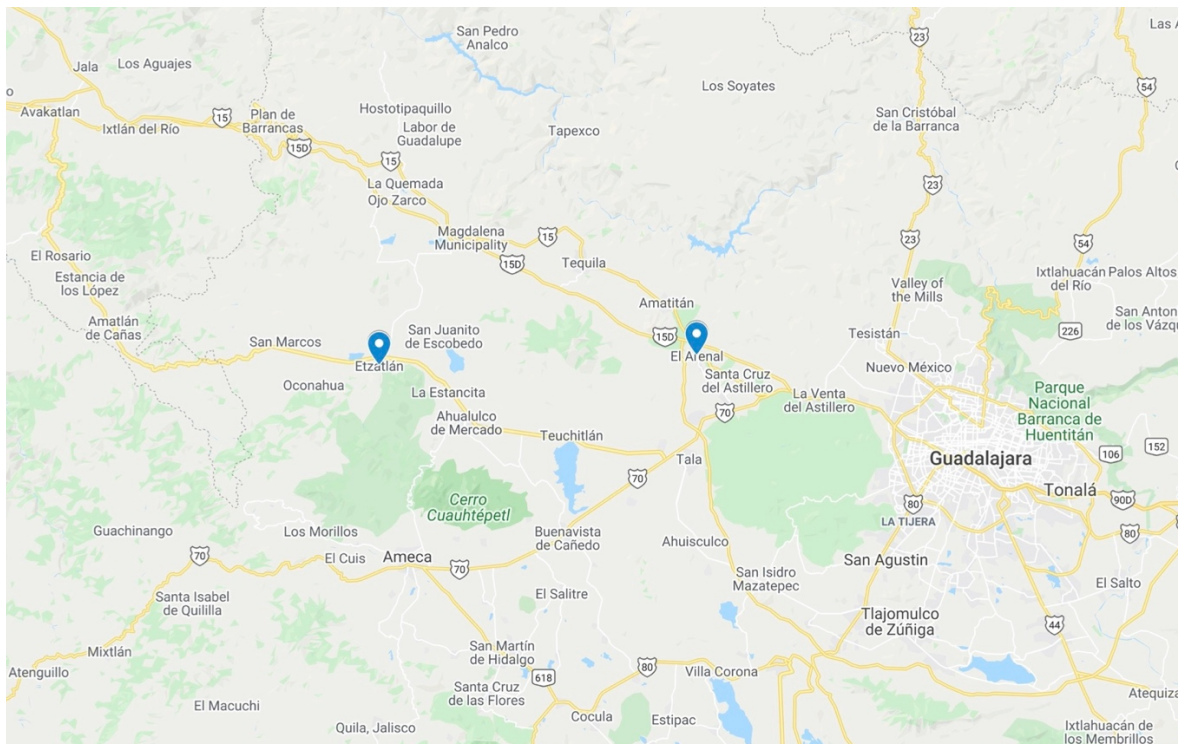 San Pedro
Analco
Las A
23
Jala
Los Aguajes
54
Los Soyates
o
Avakatlan
Hostotipaquillo
Plan de
Barrancas
15
San Cristóbal
de la Barranca
Ixtlán del Río
Labor de
Guadalupe
Tapexco
15D
15
La Quemada
Ojo Zarco
23
Magdalena
Municipality
15
23
54
El Rosario
15D
Tequila
Ixtlahuacán
del Río
Palos Altos
Estancia de
los López
Valley of
the Mills
Amatitán
San Anton
de los Vázqu
Amatlán
de Cañas
San Marcos
San Juanito
de Escobedo
15D
Tesistán
226
Etzatlán
El Arenal
Nuevo México
Oconahua
Santa Cruz
del Astillero
La Estancita
La Venta
del Astillero
Parque
Nacional
Barranca de
Huentitán
70
Ahualulco
de Mercado
Teuchitlán
152
106
Tala
Guadalajara
70
Tonalá
Cerro
Cuauhtépetl
80
90D
LA TIJERA
Guachinango
Los Morillos
Buenavista
de Cañedo
80
Ahuisculco
70
El Cuis
Ameca
70
San Agustin
San Isidro
Mazatepec
El Salto
Santa Isabel
de Quililla
El Salitre
Tlajomulco
de Zúñiga
44
Mixtlán
San Martín
de Hidalgo
80
Villa Corona
Atenguillo
618
Santa Cruz
de las Flores
Atequiza
El Macuchi
Cocula
Estipac
Quila, Jalisco
Ixtlahuacán de
los Membrillos